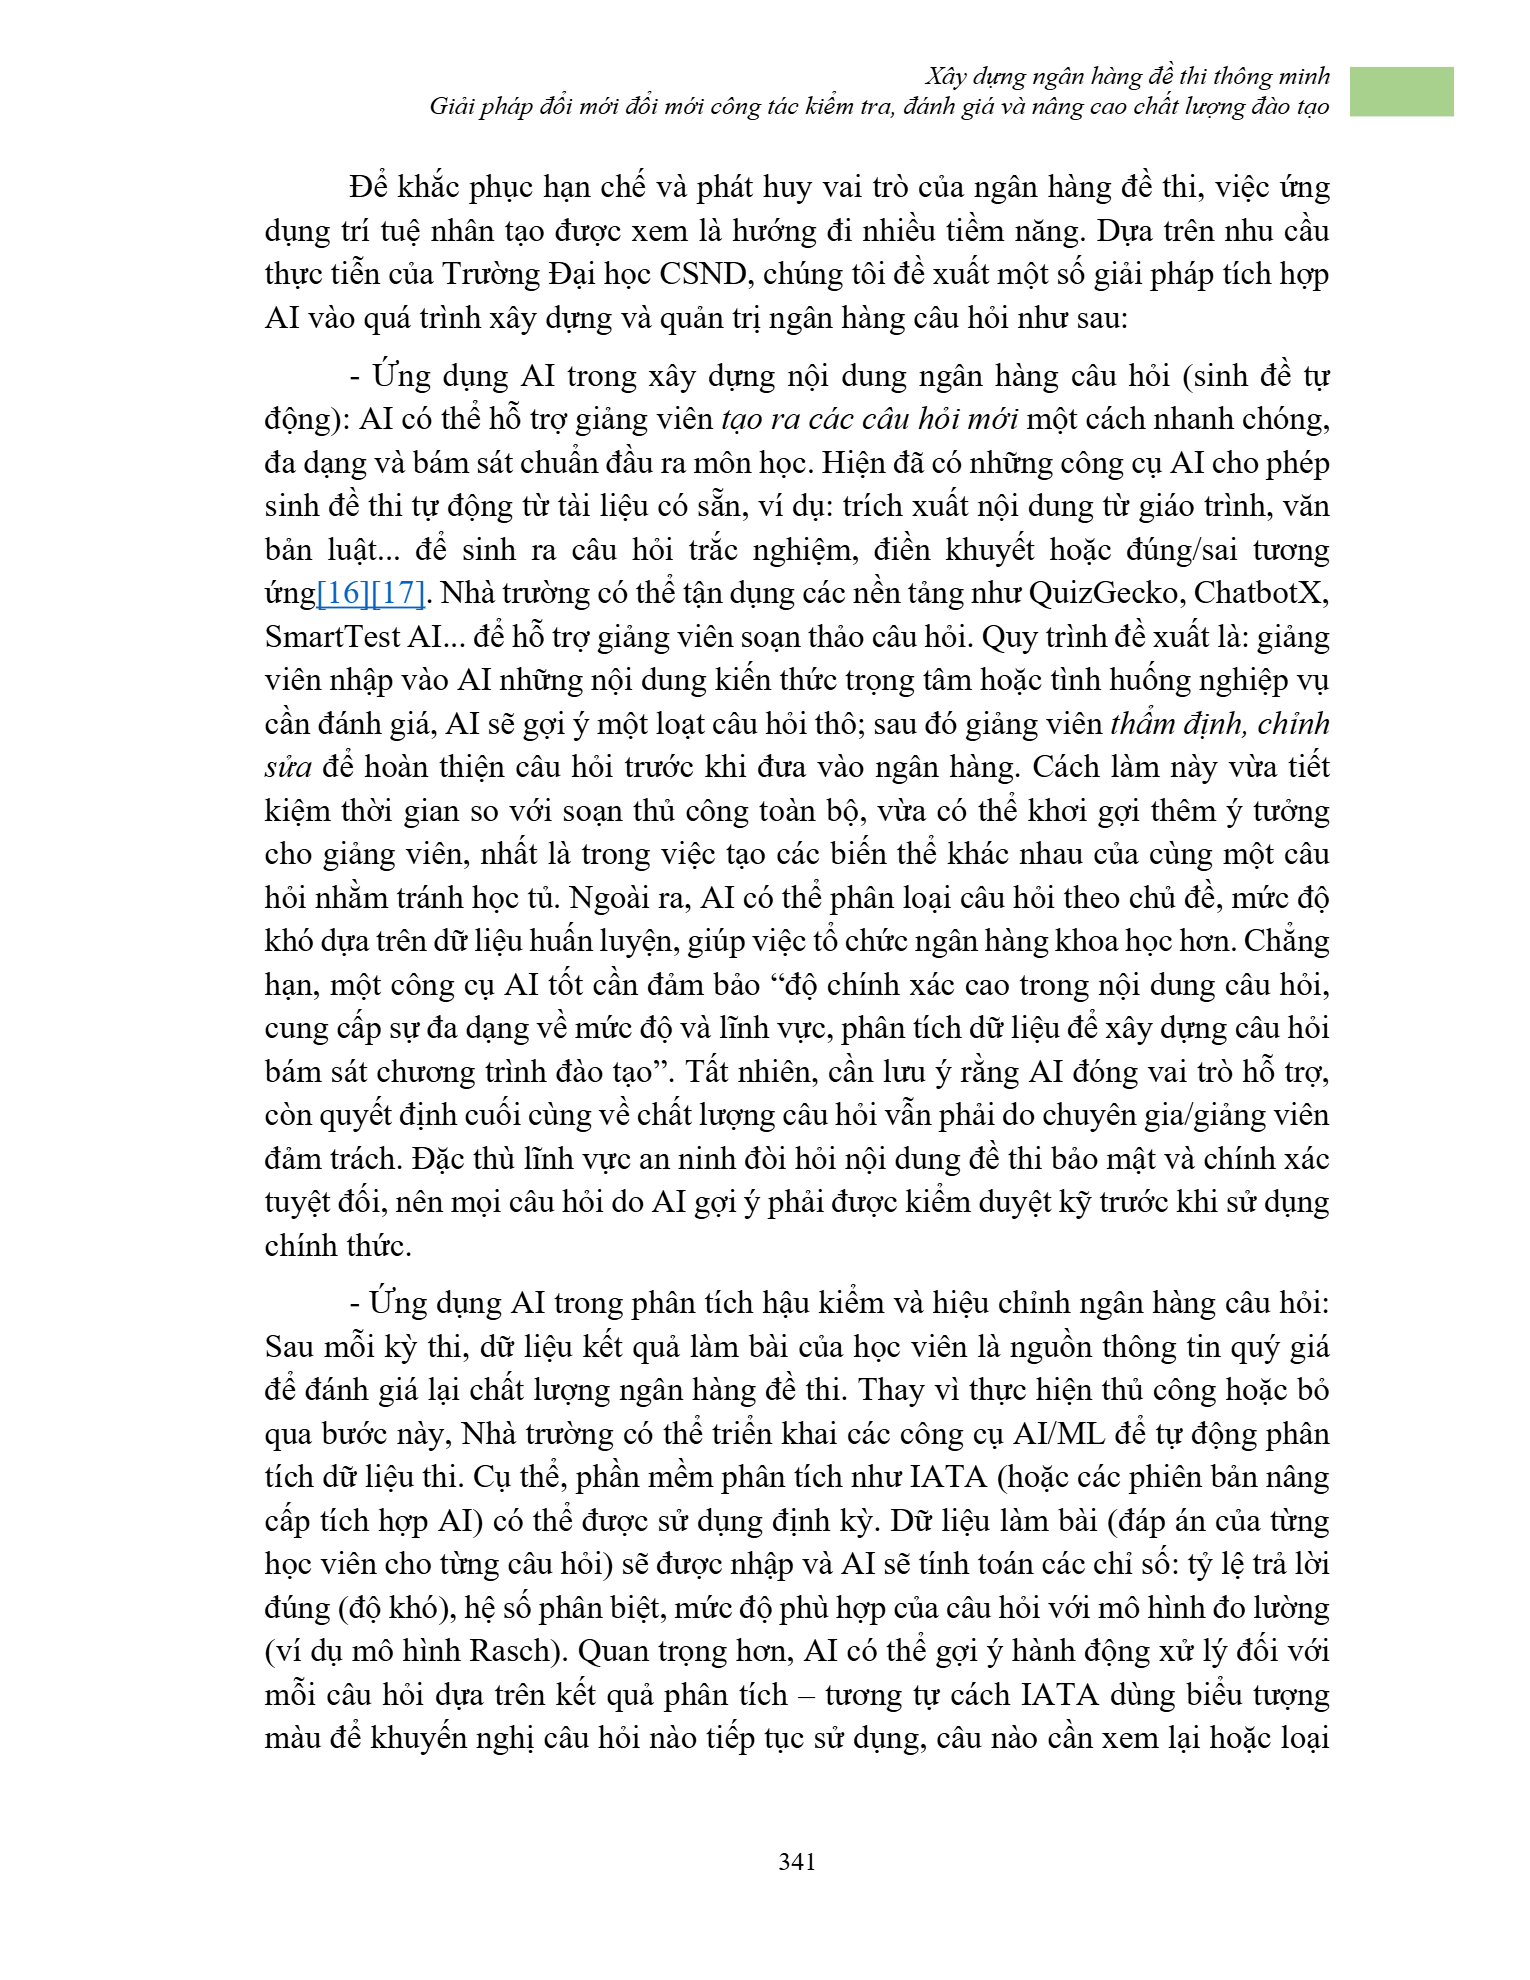 Xây dựng ngân hàng đề thi thông minh
Giải pháp đổi mới đổi mới công tác kiểm tra, đánh giá và nâng cao chất lượng đào tạo
Để khắc phục hạn chế và phát huy vai trò của ngân hàng đề thi, việc ứng
dụng trí tuệ nhân tạo được xem là hướng đi nhiều tiềm năng. Dựa trên nhu cầu
thực tiễn của Trường Đại học CSND, chúng tôi đề xuất một số giải pháp tích hợp
AI vào quá trình xây dựng và quản trị ngân hàng câu hỏi như sau:
- Ứng dụng AI trong xây dựng nội dung ngân hàng câu hỏi (sinh đề tự
động): AI có thể hỗ trợ giảng viên tạo ra các câu hỏi mới một cách nhanh chóng,
đa dạng và bám sát chuẩn đầu ra môn học. Hiện đã có những công cụ AI cho phép
sinh đề thi tự động từ tài liệu có sẵn, ví dụ: trích xuất nội dung từ giáo trình, văn
bản luật... để sinh ra câu hỏi trắc nghiệm, điền khuyết hoặc đúng/sai tương
ứng[16][17]. Nhà trường có thể tận dụng các nền tảng như QuizGecko, ChatbotX,
SmartTest AI... để hỗ trợ giảng viên soạn thảo câu hỏi. Quy trình đề xuất là: giảng
viên nhập vào AI những nội dung kiến thức trọng tâm hoặc tình huống nghiệp vụ
cần đánh giá, AI sẽ gợi ý một loạt câu hỏi thô; sau đó giảng viên thẩm định, chỉnh
sửa để hoàn thiện câu hỏi trước khi đưa vào ngân hàng. Cách làm này vừa tiết
kiệm thời gian so với soạn thủ công toàn bộ, vừa có thể khơi gợi thêm ý tưởng
cho giảng viên, nhất là trong việc tạo các biến thể khác nhau của cùng một câu
hỏi nhằm tránh học tủ. Ngoài ra, AI có thể phân loại câu hỏi theo chủ đề, mức độ
khó dựa trên dữ liệu huấn luyện, giúp việc tổ chức ngân hàng khoa học hơn. Chẳng
hạn, một công cụ AI tốt cần đảm bảo “độ chính xác cao trong nội dung câu hỏi,
cung cấp sự đa dạng về mức độ và lĩnh vực, phân tích dữ liệu để xây dựng câu hỏi
bám sát chương trình đào tạo”. Tất nhiên, cần lưu ý rằng AI đóng vai trò hỗ trợ,
còn quyết định cuối cùng về chất lượng câu hỏi vẫn phải do chuyên gia/giảng viên
đảm trách. Đặc thù lĩnh vực an ninh đòi hỏi nội dung đề thi bảo mật và chính xác
tuyệt đối, nên mọi câu hỏi do AI gợi ý phải được kiểm duyệt kỹ trước khi sử dụng
chính thức.
- Ứng dụng AI trong phân tích hậu kiểm và hiệu chỉnh ngân hàng câu hỏi:
Sau mỗi kỳ thi, dữ liệu kết quả làm bài của học viên là nguồn thông tin quý giá
để đánh giá lại chất lượng ngân hàng đề thi. Thay vì thực hiện thủ công hoặc bỏ
qua bước này, Nhà trường có thể triển khai các công cụ AI/ML để tự động phân
tích dữ liệu thi. Cụ thể, phần mềm phân tích như IATA (hoặc các phiên bản nâng
cấp tích hợp AI) có thể được sử dụng định kỳ. Dữ liệu làm bài (đáp án của từng
học viên cho từng câu hỏi) sẽ được nhập và AI sẽ tính toán các chỉ số: tỷ lệ trả lời
đúng (độ khó), hệ số phân biệt, mức độ phù hợp của câu hỏi với mô hình đo lường
(ví dụ mô hình Rasch). Quan trọng hơn, AI có thể gợi ý hành động xử lý đối với
mỗi câu hỏi dựa trên kết quả phân tích – tương tự cách IATA dùng biểu tượng
màu để khuyến nghị câu hỏi nào tiếp tục sử dụng, câu nào cần xem lại hoặc loại
341